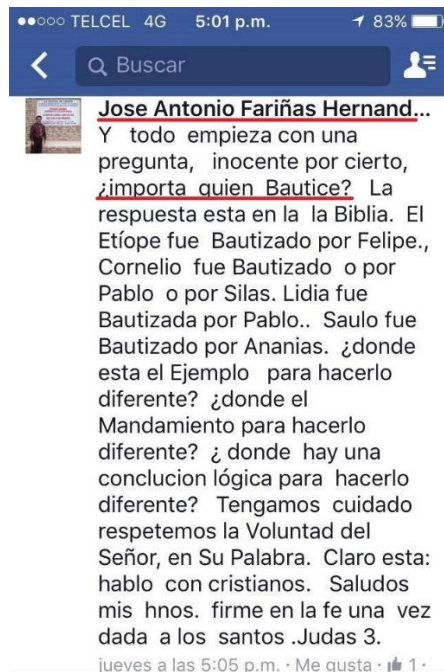 ●●○○○ TELCEL 4G 5:01 p.m. 83%
Buscar
Jose Antonio Fariñas Hernand...
Y todo empieza con una
pregunta, inocente por cierto,
¿importa quien Bautice? La
respuesta esta en la la Biblia. El
Etíope fue Bautizado por Felipe.,
Cornelio fue Bautizado o por
Pablo o por Silas. Lidia fue
Bautizada por Pablo.. Saulo fue
Bautizado por Ananias. ¿donde
esta el Ejemplo para hacerlo
diferente? ¿donde el
Mandamiento para hacerlo
diferente? ¿ donde hay una
conclucion lógica para hacerlo
diferente? Tengamos cuidado
respetemos la Voluntad del
Señor, en Su Palabra. Claro esta:
hablo con cristianos. Saludos
mis hnos. firme en la fe una vez
dada a los santos .Judas 3.
jueves a las 5:05 p.m. · Me gusta · 1 ·